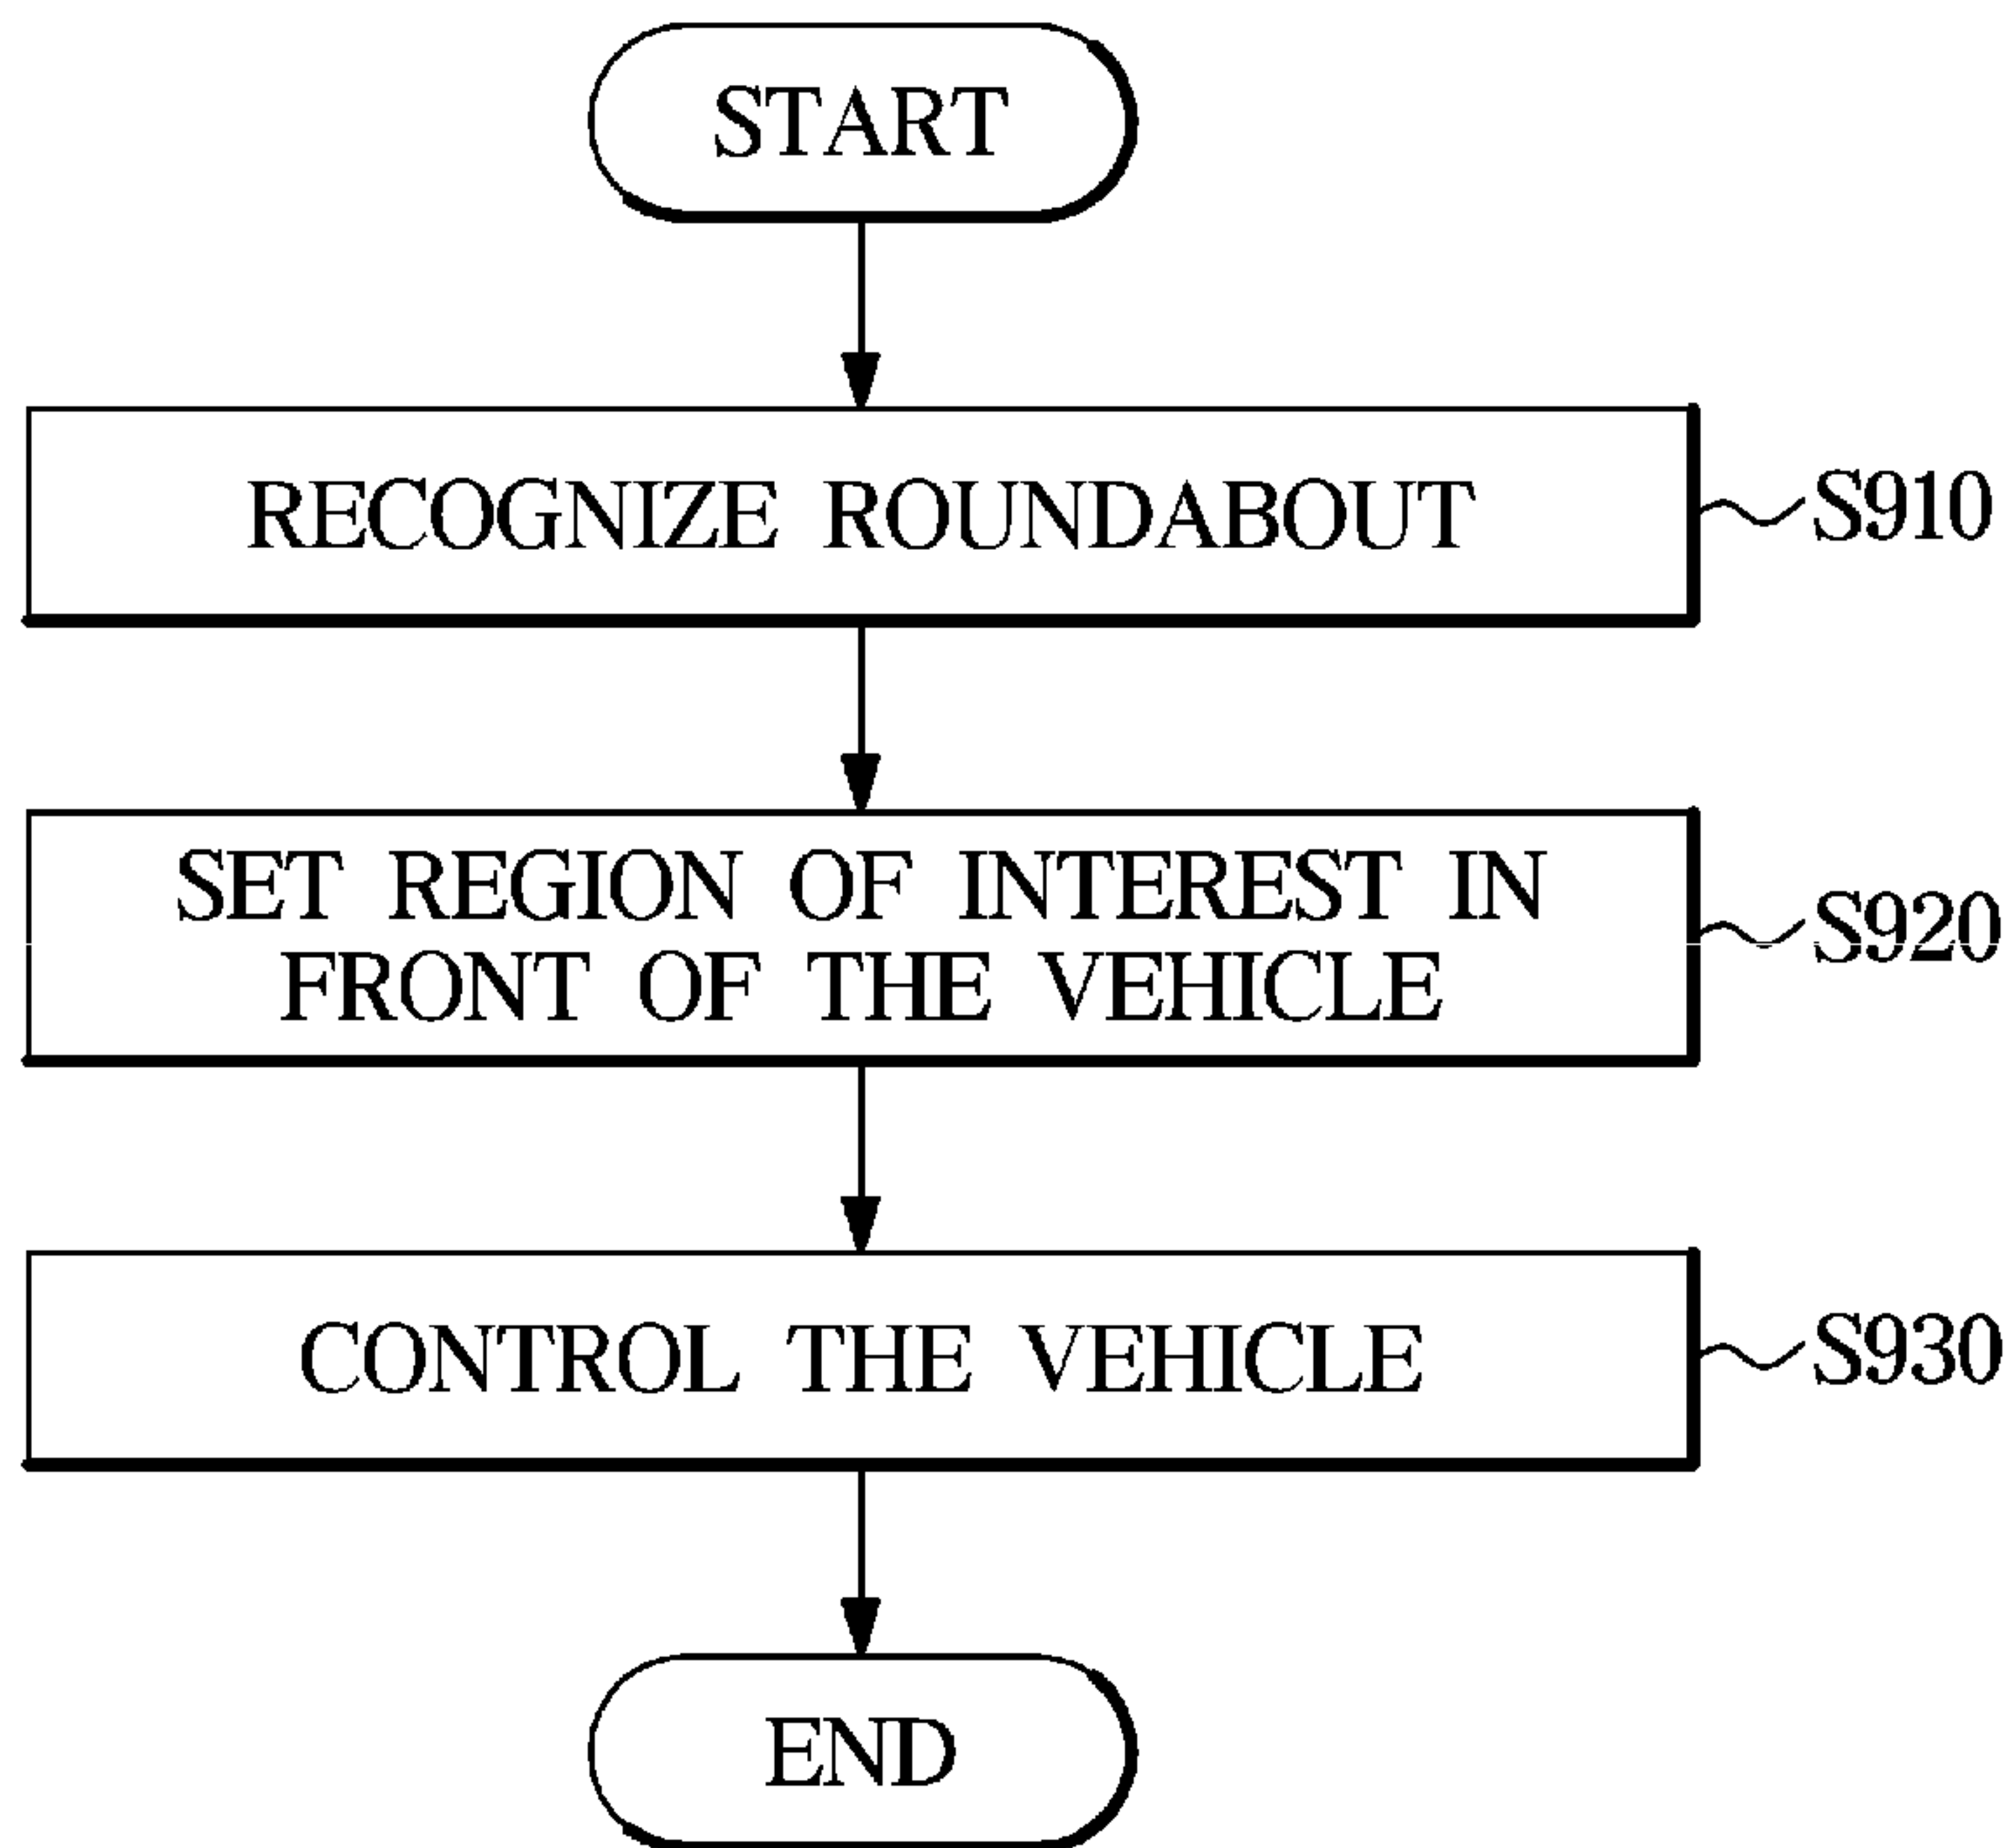 START
RECOGNIZE ROUNDABOUT
S910
SET REGION OF INTEREST IN
FRONT OF THE VEHICLE
S920
CONTROL THE VEHICLE
S930
END